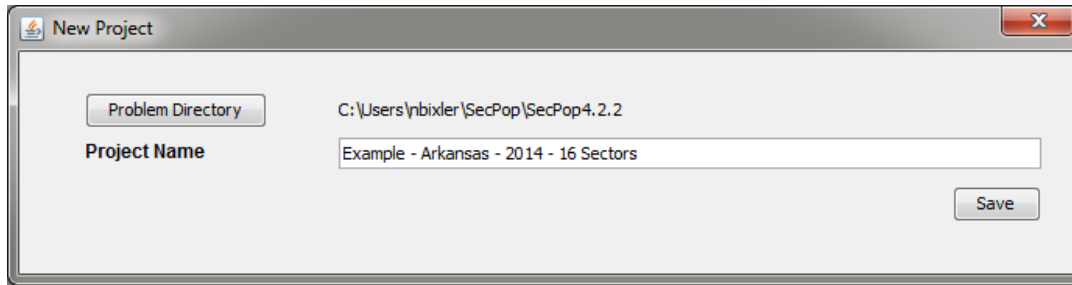 New Project
Problem Directory C:\Users\nbixler\SecPop\SecPop4.2.2
Project Name Example - Arkansas - 2014 - 16 Sectors
Save